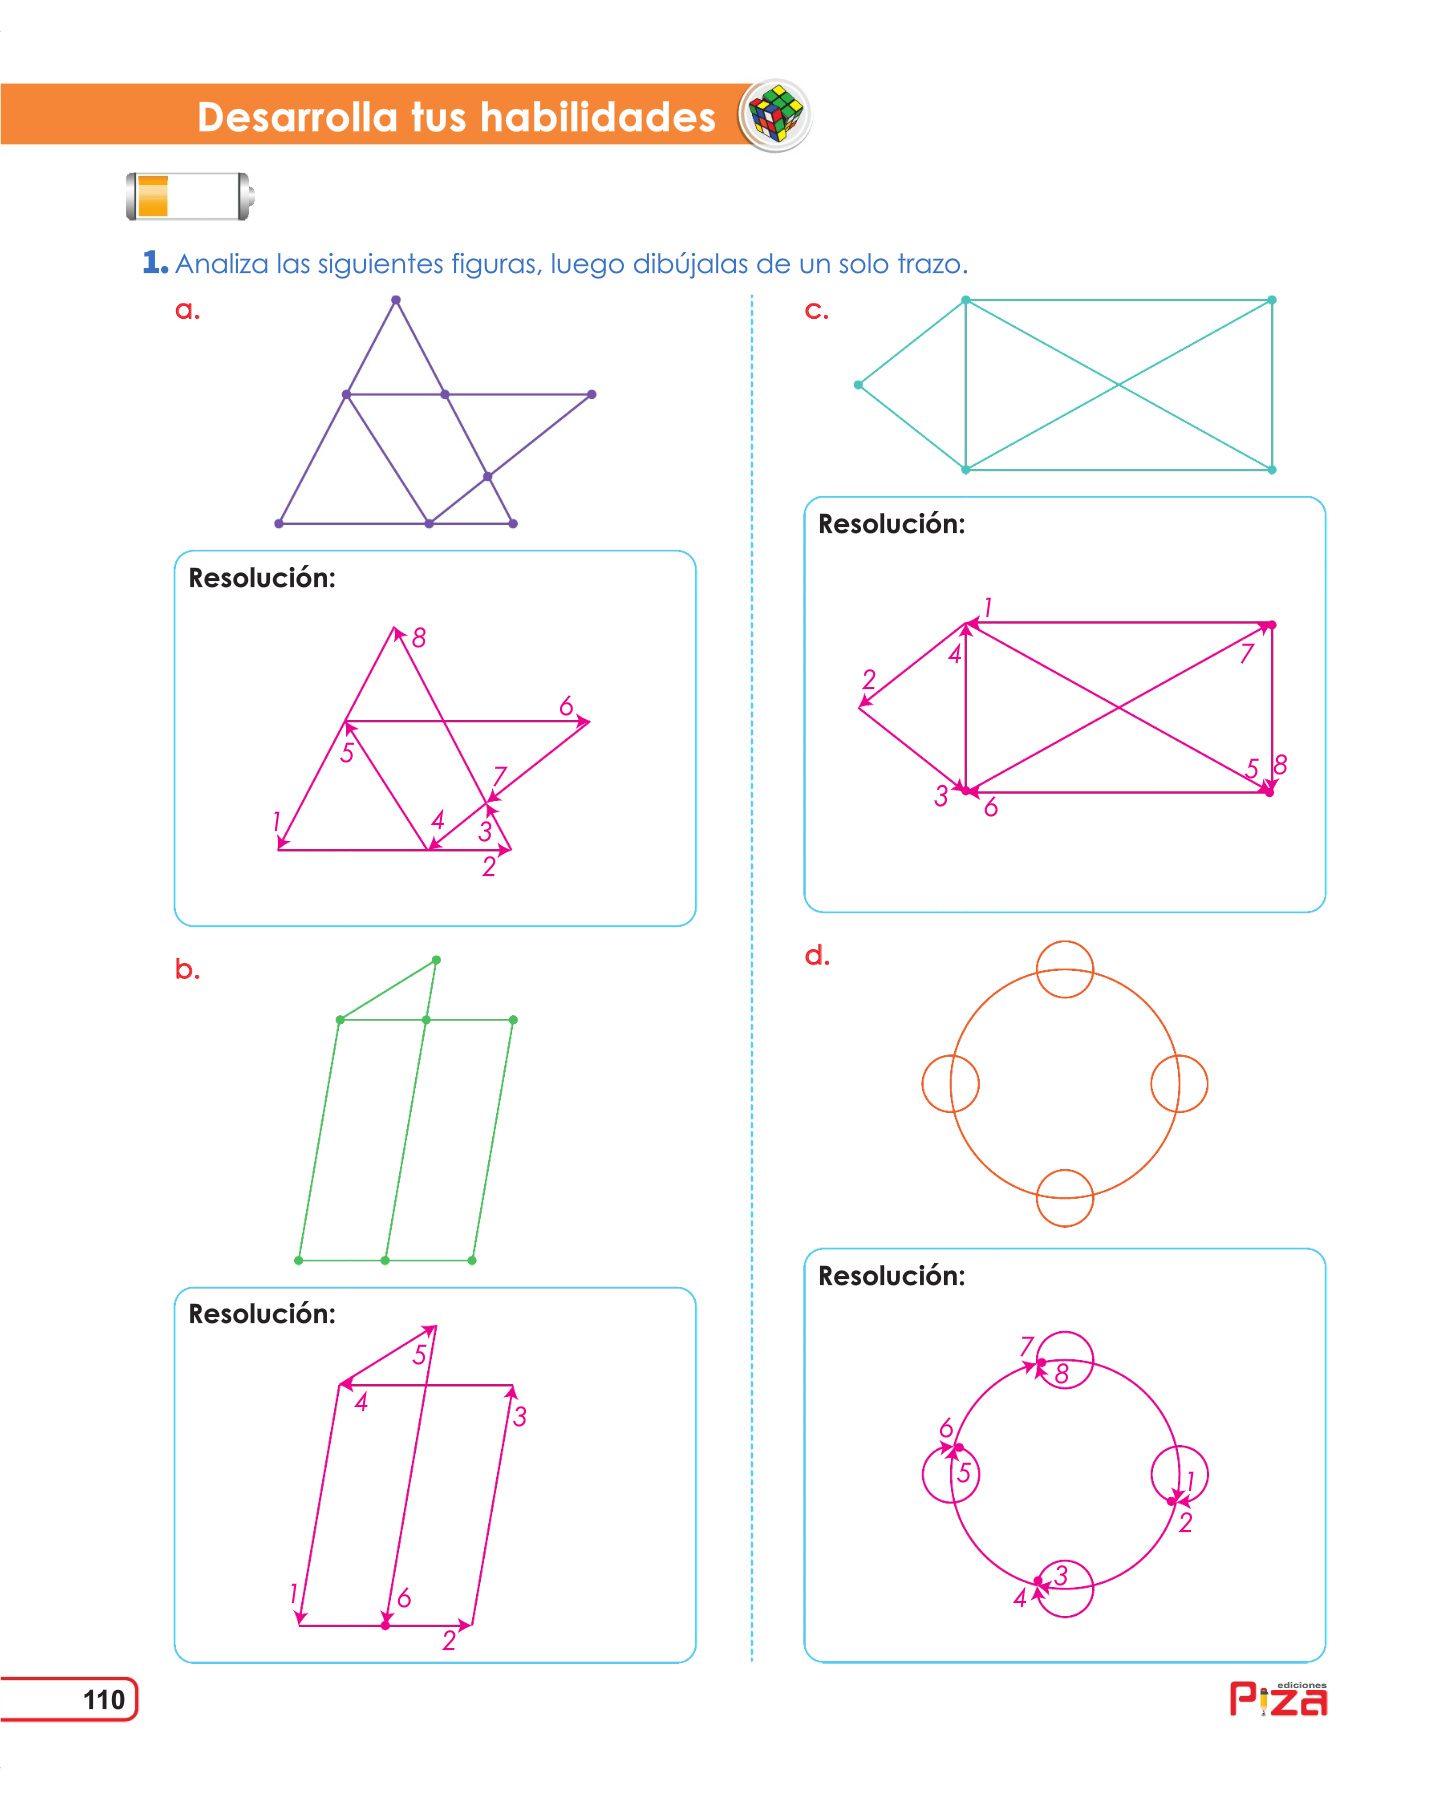 Desarrolla tus habilidades
1. Analiza las siguientes figuras, luego dibújalas de un solo trazo.
a.
Resolución:
8
6
5
7
1
4
3
2
b.
Resolución:
5
4
3
1
6
2
c.
Resolución:
1
4
7
2
5
8
3
6
d.
Resolución:
7
8
6
5
1
2
3
4
110
ediciones
Piza